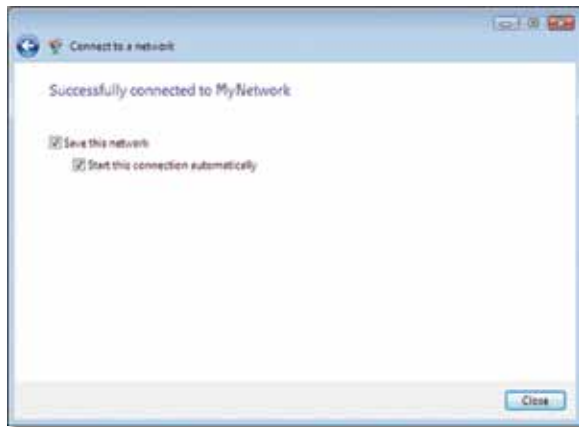 Connect to a network
Successfully connected to MyNetwork
Save this network
Start this connection automatically
Close